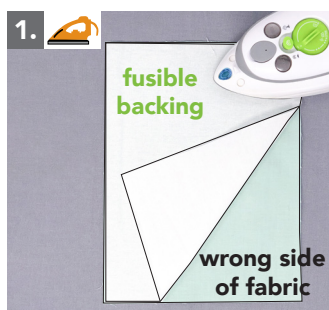 1.
fusible
backing
wrong side
of fabric